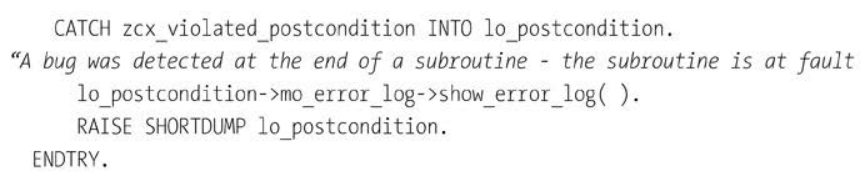 CATCH zcx_violated_postcondition INTO lo_postcondition.
“A bug was detected at the end of a subroutine - the subroutine is at fault
lo_postcondition->mo_error_log->show_error_log( ).
RAISE SHORTDUMP lo_postcondition.
ENDTRY.